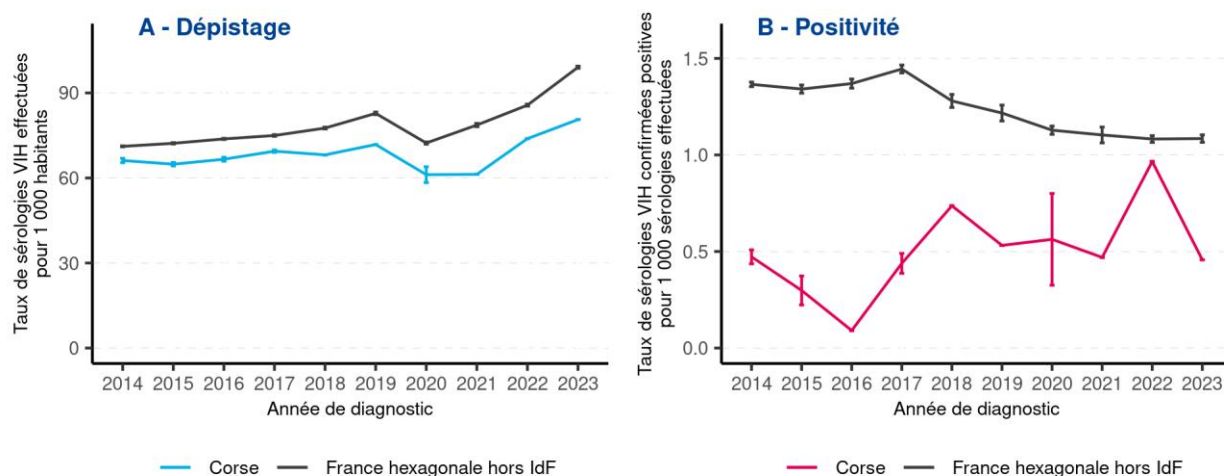 A - Dépistage
Taux de sérologies VIH effectuées
pour 1 000 habitants
90
60
30
0
2014 2015 2016 2017 2018 2019 2020 2021 2022 2023
Année de diagnostic
Corse France hexagonale hors IdF
B - Positivité
Taux de sérologies VIH confirmées positives
pour 1 000 sérologies effectuées
1.5
1.0
0.5
0.0
2014 2015 2016 2017 2018 2019 2020 2021 2022 2023
Année de diagnostic
Corse France hexagonale hors IdF